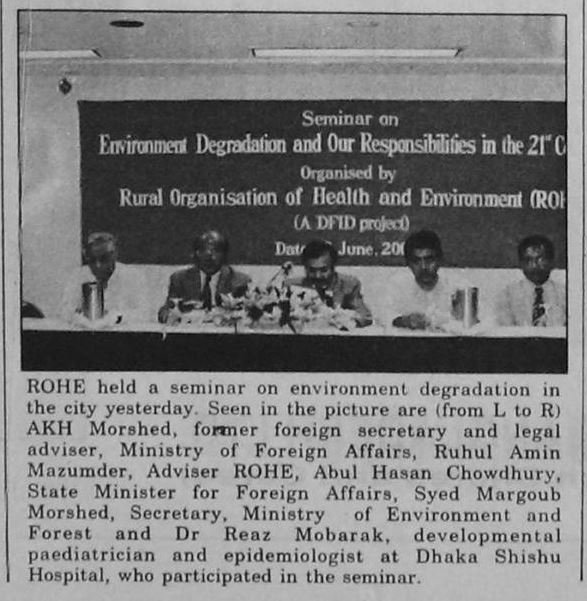 Seminar on
Environment Degradation and Our Responsibilities in the 21st C
Organised by
Rural Organisation of Health and Environment (ROH
(A DFID project)
Date June, 200
ROHE held a seminar on environment degradation in
the city yesterday. Seen in the picture are (from L to R)
AKH Morshed, former foreign secretary and legal
adviser, Ministry of Foreign Affairs, Ruhul Amin
Mazumder, Adviser ROHE, Abul Hasan Chowdhury,
State Minister for Foreign Affairs, Syed Margoub
Morshed, Secretary, Ministry of Environment and
Forest and Dr Reaz Mobarak, developmental
paediatrician and epidemiologist at Dhaka Shishu
Hospital, who participated in the seminar.